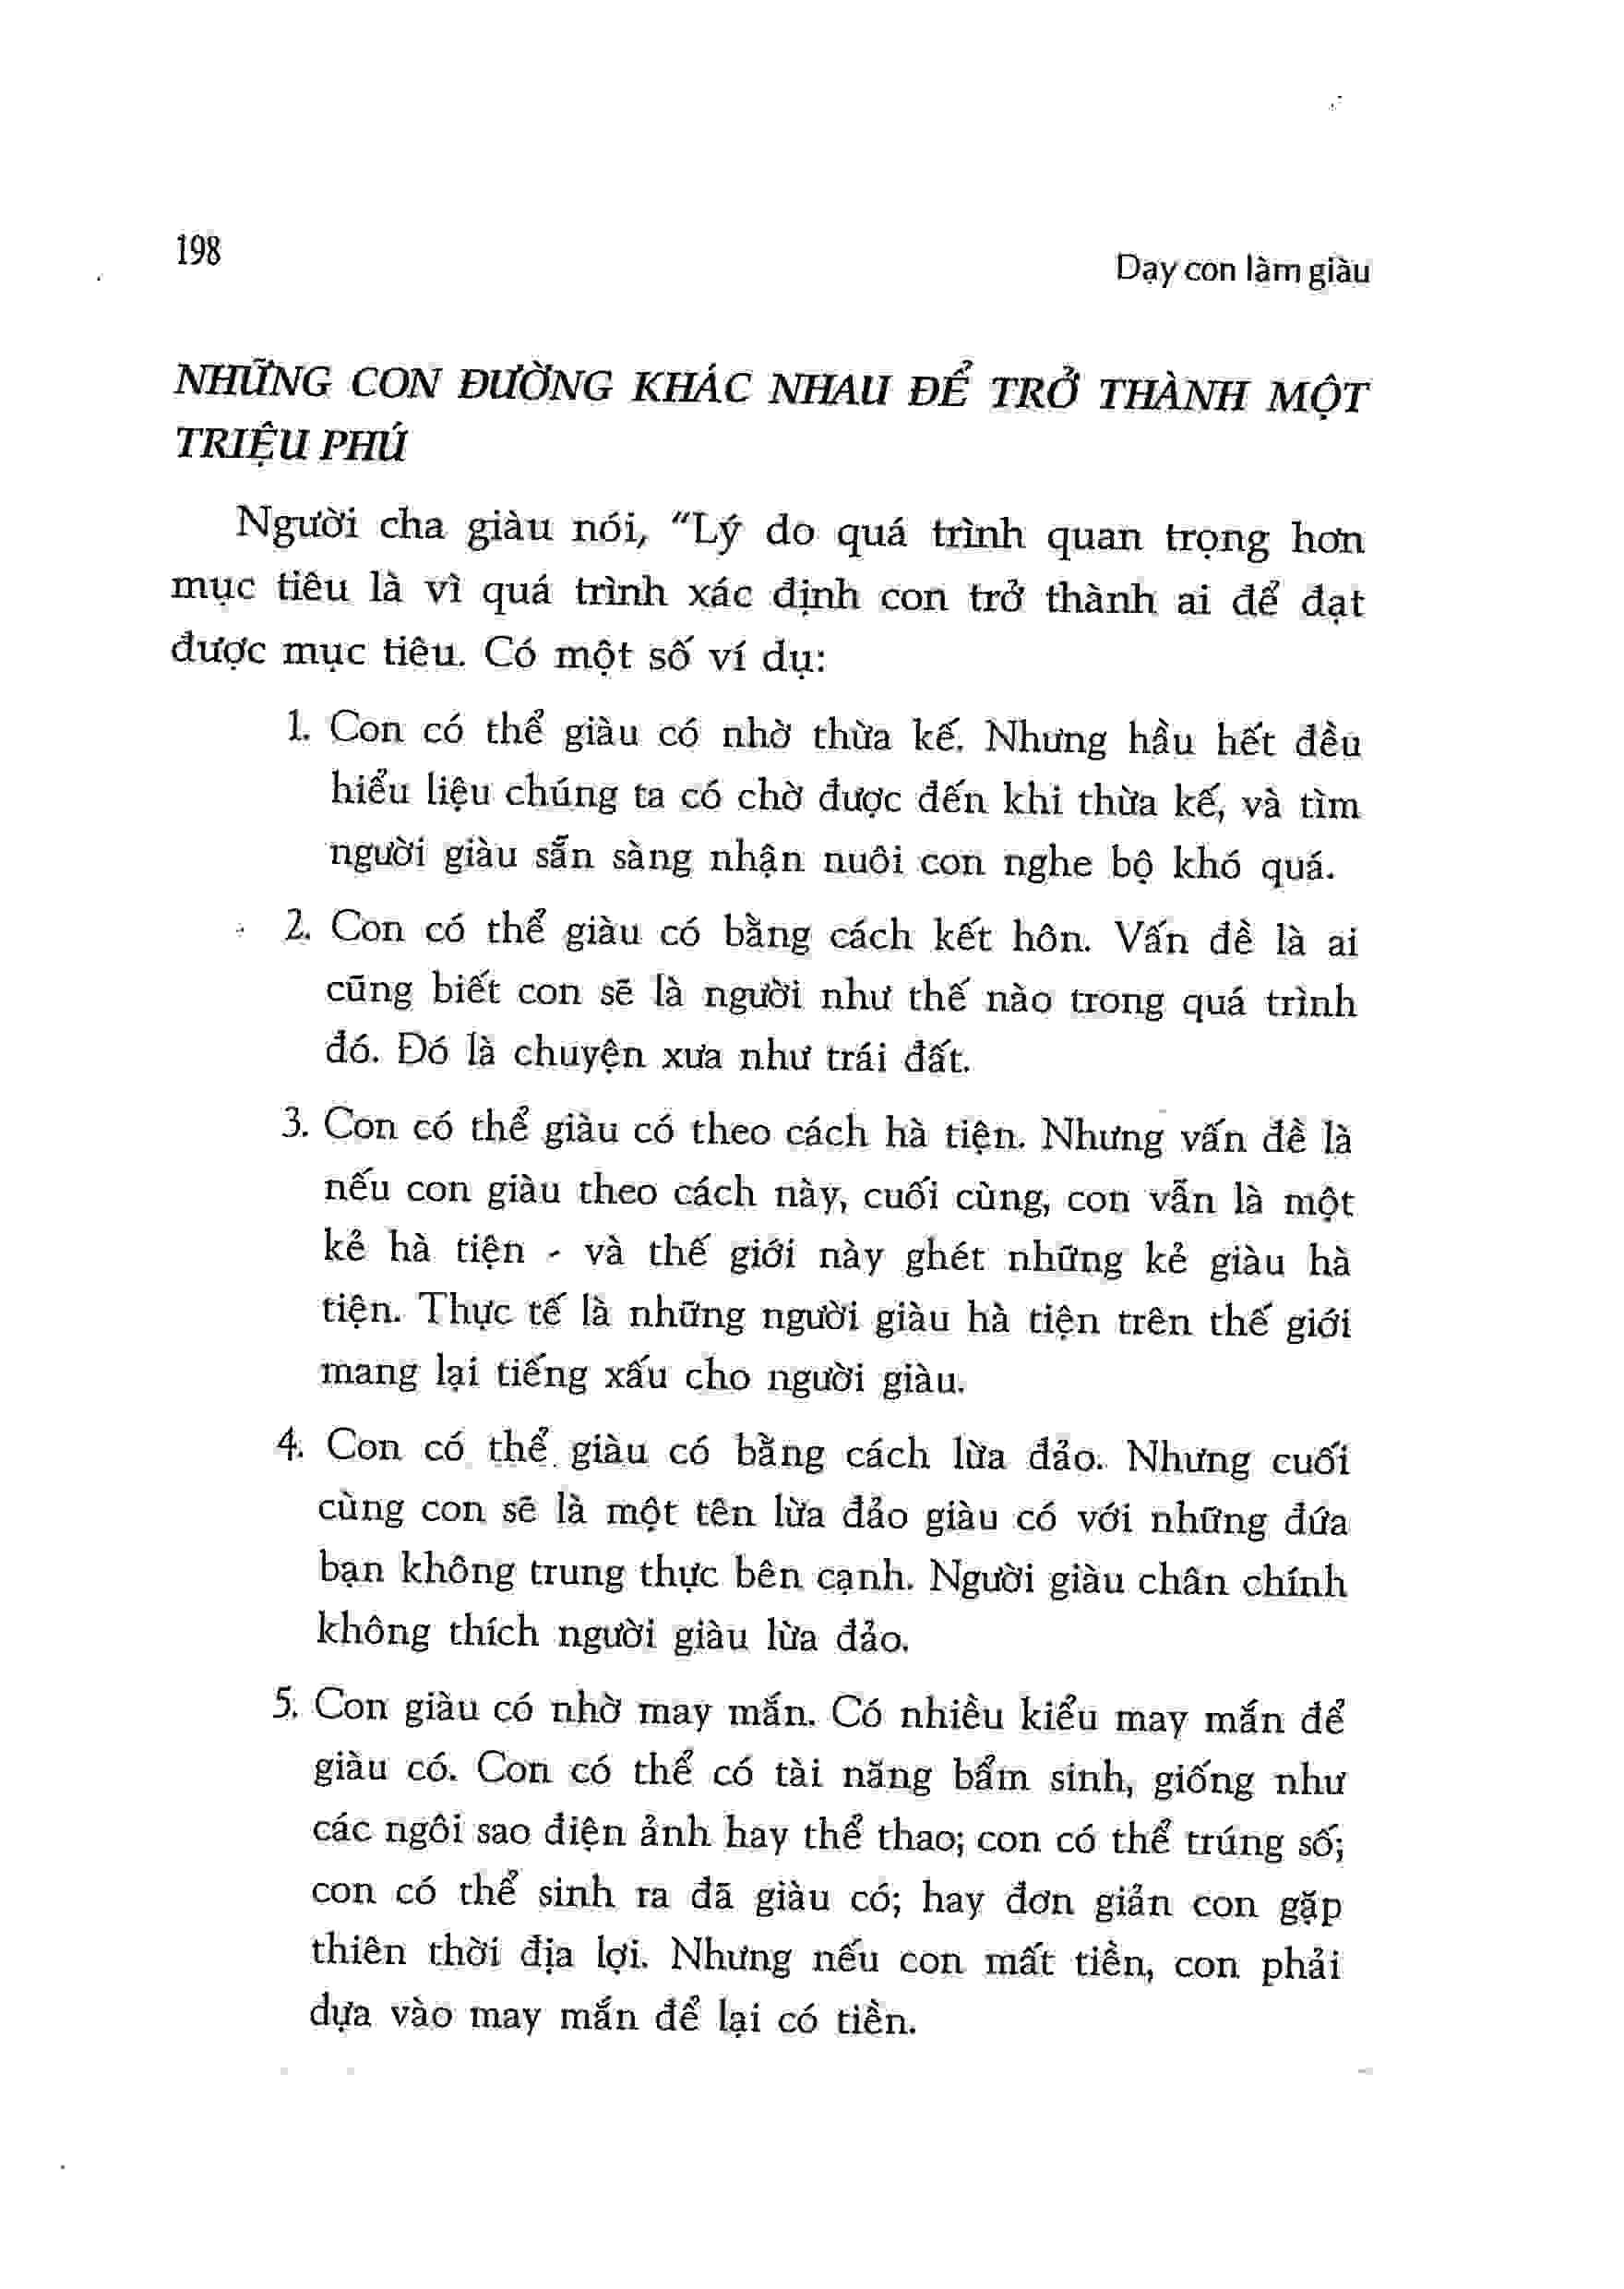 198
Dạy con làm giàu
NHỮNG CON ĐƯỜNG KHÁC NHAU ĐỂ TRỞ THÀNH MỘT
TRIỆU PHÚ
Người cha giàu nói, “Lý do quá trình quan trọng hơn
mục tiêu là vì quá trình xác định con trở thành ai để đạt
được mục tiêu. Có một số ví dụ:
1. Con có thể giàu có nhờ thừa kế. Nhưng hầu hết đều
hiểu liệu chúng ta có chờ được đến khi thừa kế, và tìm
người giàu sẵn sàng nhận nuôi con nghe bộ khó quá.
2. Con có thể giàu có bằng cách kết hôn. Vấn đề là ai
cũng biết con sẽ là người như thế nào trong quá trình
đó. Đó là chuyện xưa như trái đất.
3. Con có thể giàu có theo cách hà tiện. Nhưng vấn đề là
nếu con giàu theo cách này, cuối cùng, con vẫn là một
kẻ hà tiện - và thế giới này ghét những kẻ giàu hà
tiện. Thực tế là những người giàu hà tiện trên thế giới
mang lại tiếng xấu cho người giàu.
4. Con có thể giàu có bằng cách lừa đảo. Nhưng cuối
cùng con sẽ là một tên lừa đảo giàu có với những đứa
bạn không trung thực bên cạnh. Người giàu chân chính
không thích người giàu lừa đảo.
5. Con giàu có nhờ may mắn. Có nhiều kiểu may mắn để
giàu có. Con có thể có tài năng bẩm sinh, giống như
các ngôi sao điện ảnh hay thể thao; con có thể trúng số;
con có thể sinh ra đã giàu có; hay đơn giản con gặp
thiên thời địa lợi. Nhưng nếu con mất tiền, con phải
dựa vào may mắn để lại có tiền.